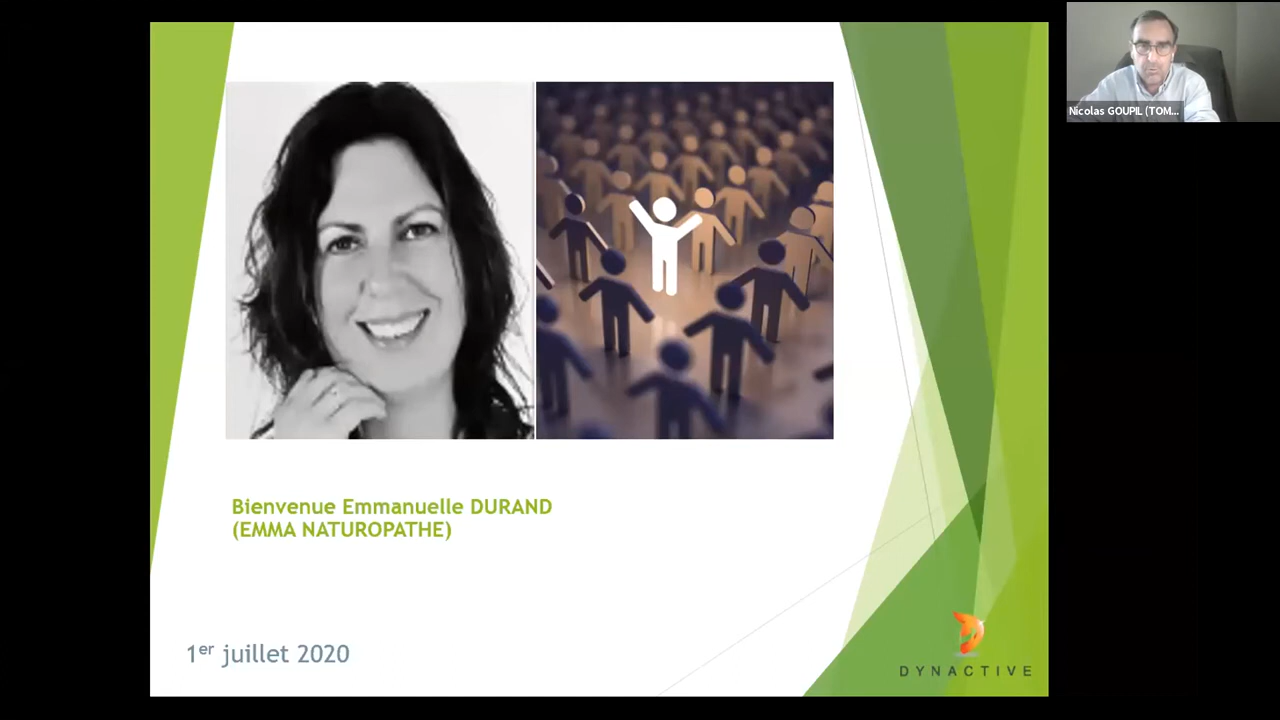 Nicolas GOUPIL (TOM...
Bienvenue Emmanuelle DURAND
(EMMA NATUROPATHE)
1er juillet 2020
DYNACTIVE